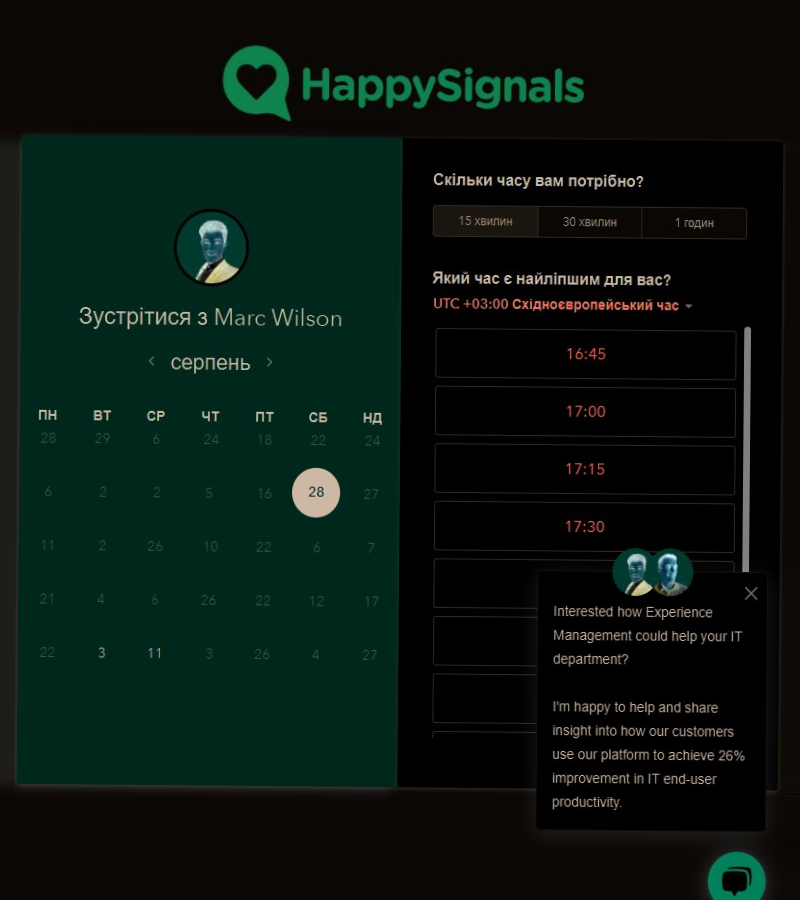 HappySignals
Зустрітися з Marc Wilson
серпень
ПН ВТ СР ЧТ ПТ СБ НД
28 29 6 24 18 22 24
6 2 2 5 16 28 27
11 2 26 10 22 6 7
21 4 6 26 22 12 17
22 3 11 3 26 4 27
Скільки часу вам потрібно?
15 хвилин 30 хвилин 1 годин
Який час є найліпшим для вас?
UTC +03:00 Східноєвропейський час
16:45
17:00
17:15
17:30
Interested how Experience
Management could help your IT
department?
I'm happy to help and share
insight into how our customers
use our platform to achieve 26%
improvement in IT end-user
productivity.